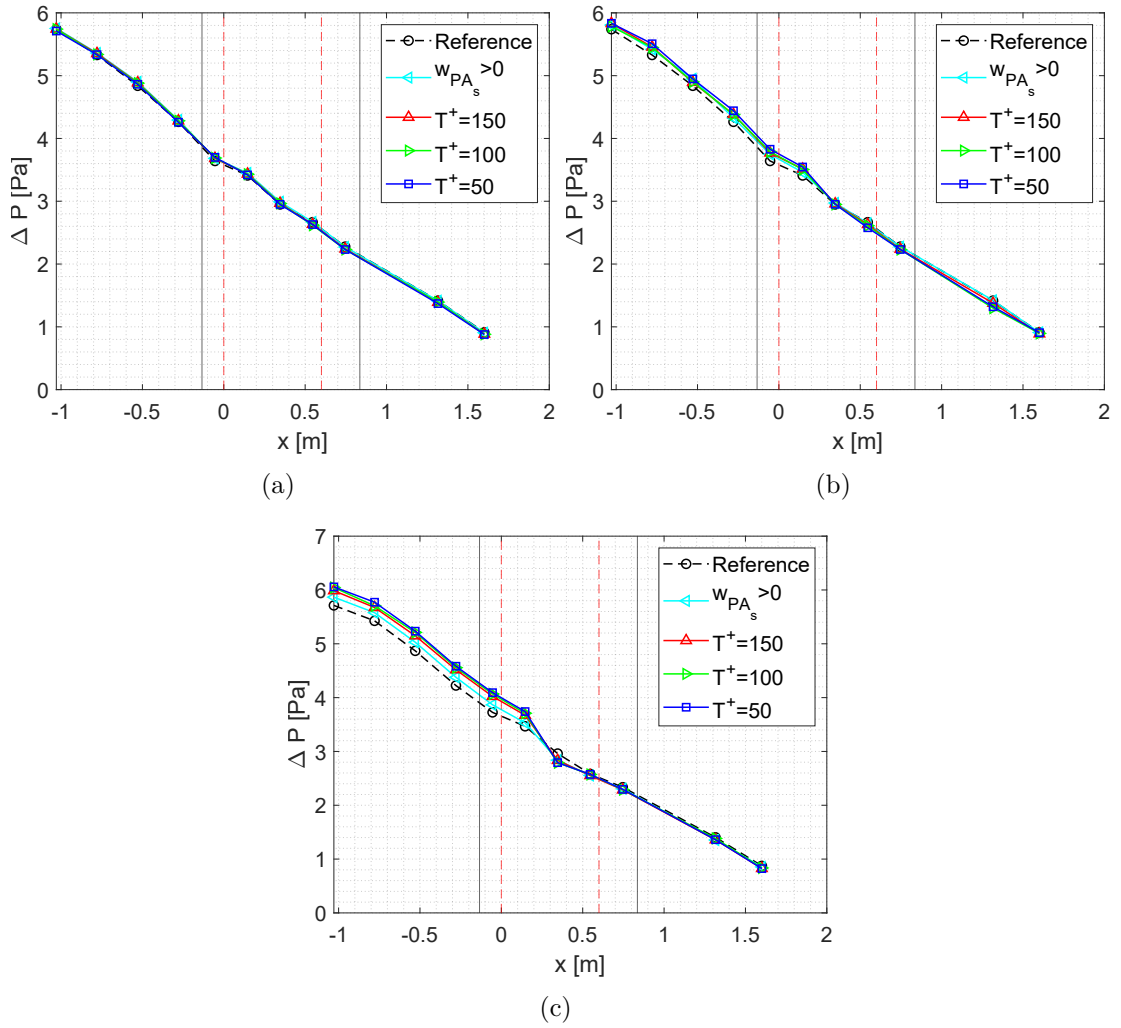 6
5
4
3
2
1
0
Δ P [Pa]
-1
-0.5
0
0.5
1
1.5
2
x [m]
Reference
w_PA_s >0
T^+=150
T^+=100
T^+=50
(a)
6
5
4
3
2
1
0
Δ P [Pa]
-1
-0.5
0
0.5
1
1.5
2
x [m]
Reference
w_PA_s >0
T^+=150
T^+=100
T^+=50
(b)
7
6
5
4
3
2
1
0
Δ P [Pa]
-1
-0.5
0
0.5
1
1.5
2
x [m]
Reference
w_PA_s >0
T^+=150
T^+=100
T^+=50
(c)